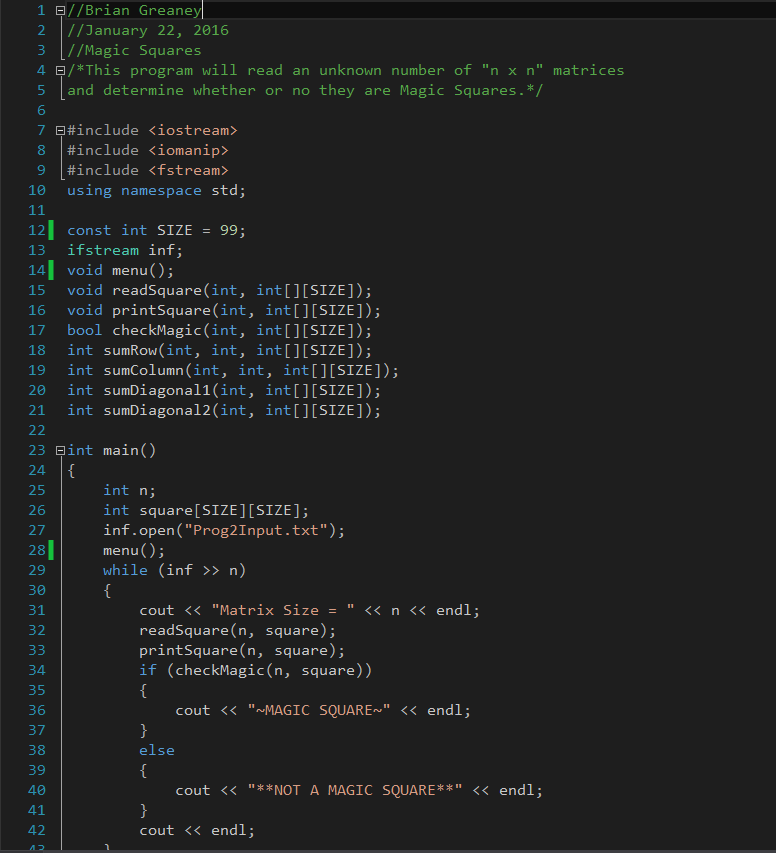 1 //Brian Greaney
2 //January 22, 2016
3 //Magic Squares
4 /*This program will read an unknown number of "n x n" matrices
5 and determine whether or no they are Magic Squares.*/
6
7 #include <iostream>
8 #include <iomanip>
9 #include <fstream>
10 using namespace std;
11
12 const int SIZE = 99;
13 ifstream inf;
14 void menu();
15 void readSquare(int, int[][SIZE]);
16 void printSquare(int, int[][SIZE]);
17 bool checkMagic(int, int[][SIZE]);
18 int sumRow(int, int, int[][SIZE]);
19 int sumColumn(int, int, int[][SIZE]);
20 int sumDiagonal1(int, int[][SIZE]);
21 int sumDiagonal2(int, int[][SIZE]);
22
23 int main()
24 {
25     int n;
26     int square[SIZE][SIZE];
27     inf.open("Prog2Input.txt");
28     menu();
29     while (inf >> n)
30     {
31         cout << "Matrix Size = " << n << endl;
32         readSquare(n, square);
33         printSquare(n, square);
34         if (checkMagic(n, square))
35         {
36             cout << "~MAGIC SQUARE~" << endl;
37         }
38         else
39         {
40             cout << "**NOT A MAGIC SQUARE**" << endl;
41         }
42         cout << endl;
43     }